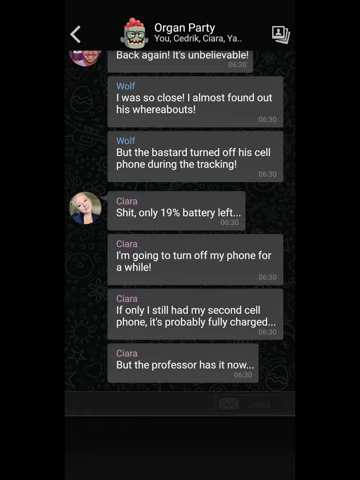 Organ Party
You, Cedrik, Ciara, Ya..
Back again! It's unbelievable!
06:30
Wolf
I was so close! I almost found out
his whereabouts!
06:30
Wolf
But the bastard turned off his cell
phone during the tracking!
06:30
Ciara
Shit, only 19% battery left...
06:30
Ciara
I'm going to turn off my phone for
a while!
06:30
Ciara
If only I still had my second cell
phone, it's probably fully charged...
06:30
Ciara
But the professor has it now...
06:30
Send